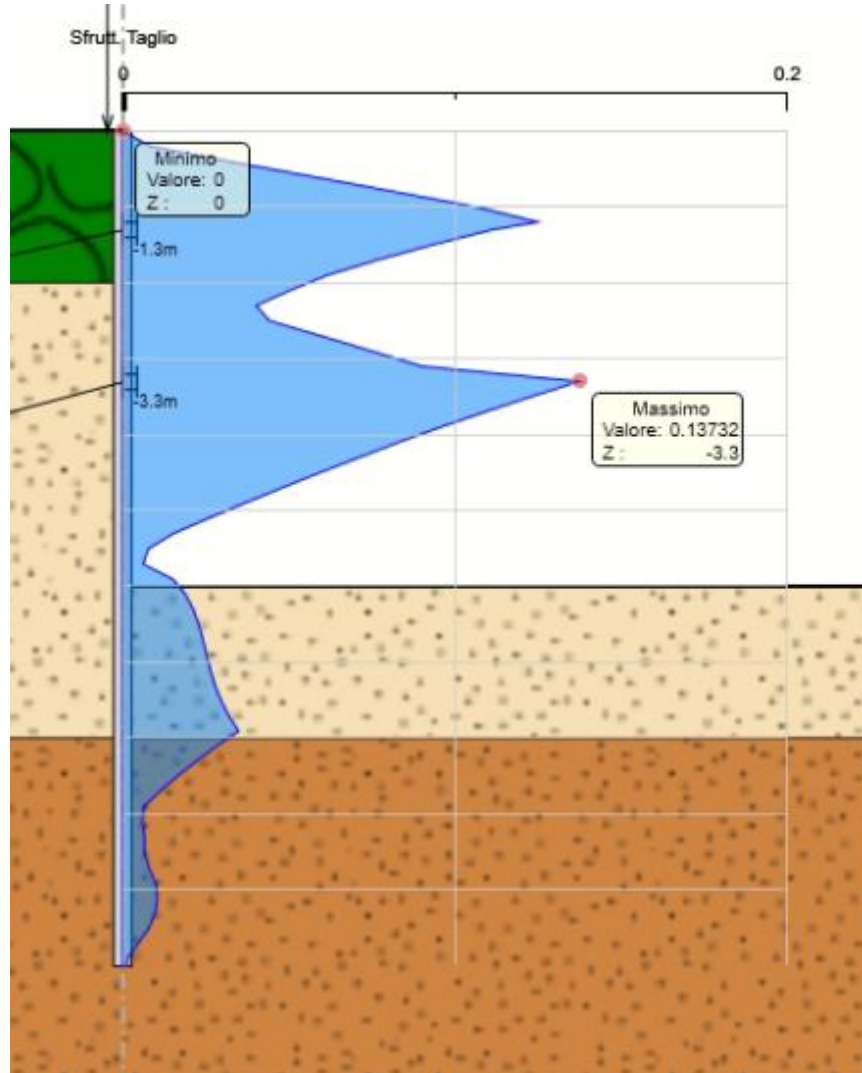 Sfrutt. Taglio
0
0.2
Minimo
Valore: 0
Z : 0
-1.3m
-3.3m
Massimo
Valore: 0.13732
Z : -3.3